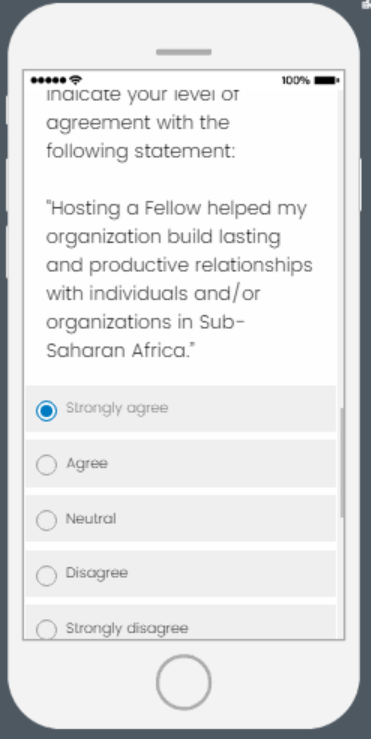 100%
indicate your level of
agreement with the
following statement:
"Hosting a Fellow helped my
organization build lasting
and productive relationships
with individuals and/or
organizations in Sub-
Saharan Africa."
Strongly agree
Agree
Neutral
Disagree
Strongly disagree